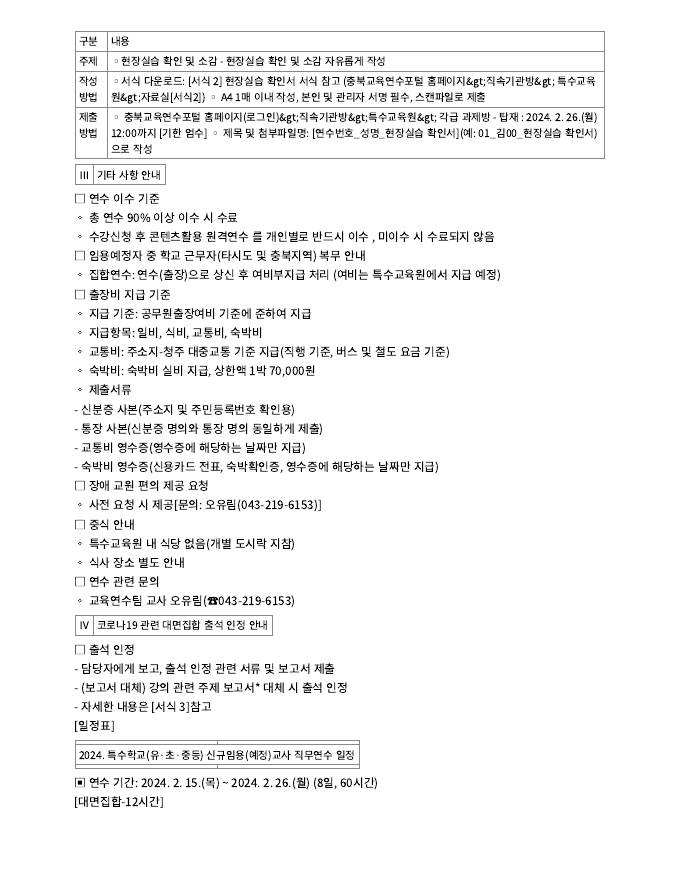 구분 내용
주제 ◦현장실습 확인 및 소감 - 현장실습 확인 및 소감 자유롭게 작성
작성 ◦서식 다운로드: [서식 2] 현장실습 확인서 서식 참고 (충북교육연수포털 홈페이지&gt;직속기관방&gt; 특수교육
방법 원&gt;자료실[서식2]) ◦ A4 1매 이내 작성, 본인 및 관리자 서명 필수, 스캔파일로 제출
제출 ◦ 충북교육연수포털 홈페이지(로그인)&gt;직속기관방&gt;특수교육원&gt; 각급 과제방 - 탑재 : 2024. 2. 26.(월)
방법 12:00까지 [기한 엄수] ◦ 제목 및 첨부파일명: [연수번호_성명_현장실습 확인서](예: 01_김00_현장실습 확인서)
으로 작성
III 기타 사항 안내
□ 연수 이수 기준
◦ 총 연수 90% 이상 이수 시 수료
◦ 수강신청 후 콘텐츠활용 원격연수 를 개인별로 반드시 이수 , 미이수 시 수료되지 않음
□ 임용예정자 중 학교 근무자(타시도 및 충북지역) 복무 안내
◦ 집합연수: 연수(출장)으로 상신 후 여비부지급 처리 (여비는 특수교육원에서 지급 예정)
□ 출장비 지급 기준
◦ 지급 기준: 공무원출장여비 기준에 준하여 지급
◦ 지급항목: 일비, 식비, 교통비, 숙박비
◦ 교통비: 주소지-청주 대중교통 기준 지급(직행 기준, 버스 및 철도 요금 기준)
◦ 숙박비: 숙박비 실비 지급, 상한액 1박 70,000원
◦ 제출서류
- 신분증 사본(주소지 및 주민등록번호 확인용)
- 통장 사본(신분증 명의와 통장 명의 동일하게 제출)
- 교통비 영수증(영수증에 해당하는 날짜만 지급)
- 숙박비 영수증(신용카드 전표, 숙박확인증, 영수증에 해당하는 날짜만 지급)
□ 장애 교원 편의 제공 요청
◦ 사전 요청 시 제공[문의: 오유림(043-219-6153)]
□ 중식 안내
◦ 특수교육원 내 식당 없음(개별 도시락 지참)
◦ 식사 장소 별도 안내
□ 연수 관련 문의
◦ 교육연수팀 교사 오유림(☎043-219-6153)
IV 코로나19 관련 대면집합 출석 인정 안내
□ 출석 인정
- 담당자에게 보고, 출석 인정 관련 서류 및 보고서 제출
- (보고서 대체) 강의 관련 주제 보고서* 대체 시 출석 인정
- 자세한 내용은 [서식 3]참고
[일정표]
2024. 특수학교(유·초·중등) 신규임용(예정)교사 직무연수 일정
▣ 연수 기간: 2024. 2. 15.(목) ~ 2024. 2. 26.(월) (8일, 60시간)
[대면집합-12시간]